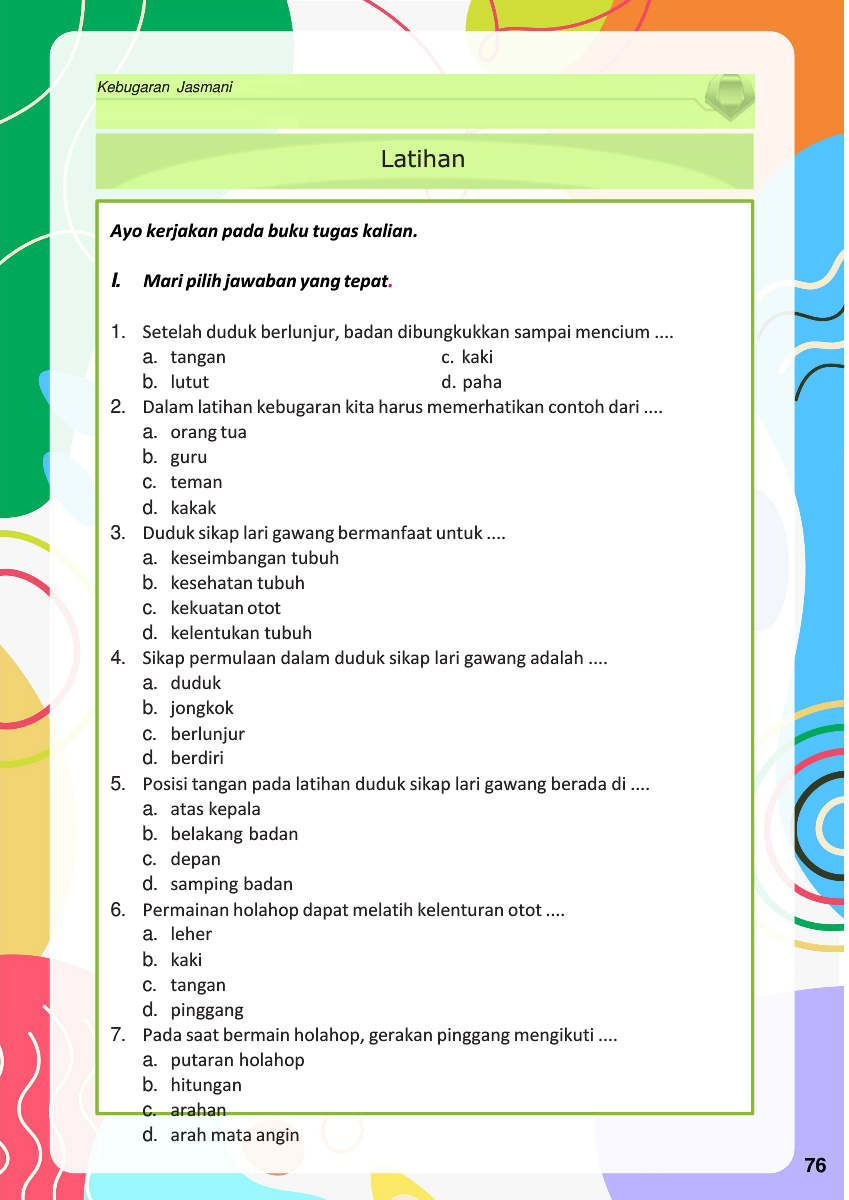 Kebugaran Jasmani
Latihan
Ayo kerjakan pada buku tugas kalian.
I. Mari pilih jawaban yang tepat.
1. Setelah duduk berlunjur, badan dibungkukkan sampai mencium ....
a. tangan c. kaki
b. lutut d. paha
2. Dalam latihan kebugaran kita harus memerhatikan contoh dari ....
a. orang tua
b. guru
c. teman
d. kakak
3. Duduk sikap lari gawang bermanfaat untuk ....
a. keseimbangan tubuh
b. kesehatan tubuh
c. kekuatan otot
d. kelentukan tubuh
4. Sikap permulaan dalam duduk sikap lari gawang adalah ....
a. duduk
b. jongkok
c. berlunjur
d. berdiri
5. Posisi tangan pada latihan duduk sikap lari gawang berada di ....
a. atas kepala
b. belakang badan
c. depan
d. samping badan
6. Permainan holahop dapat melatih kelenturan otot ....
a. leher
b. kaki
c. tangan
d. pinggang
7. Pada saat bermain holahop, gerakan pinggang mengikuti ....
a. putaran holahop
b. hitungan
c. arahan
d. arah mata angin
76